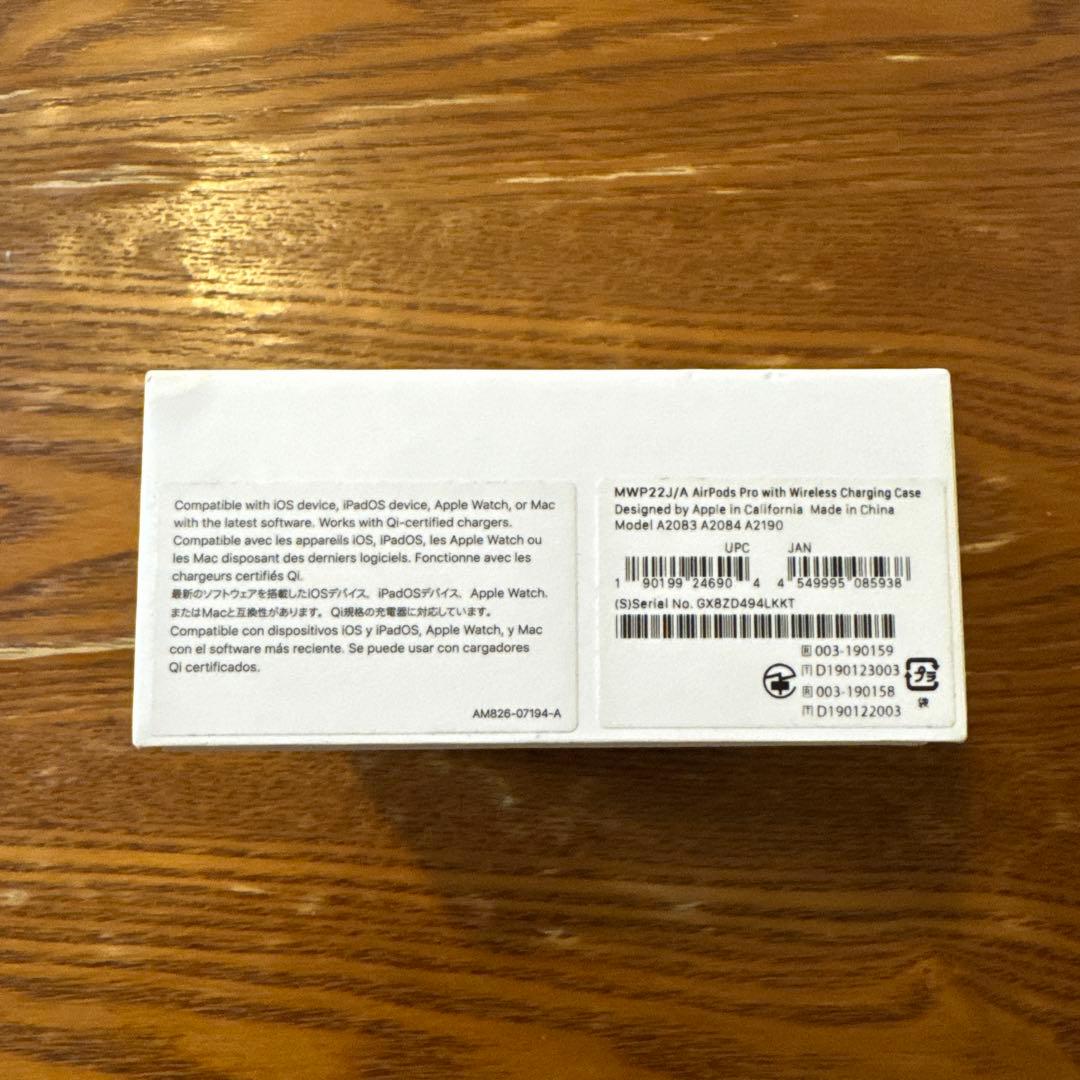 Compatible with iOS device, iPadOS device, Apple Watch, or Mac
with the latest software. Works with Qi-certified chargers.
Compatible avec les appareils iOS, iPadOS, les Apple Watch ou
les Mac disposant des derniers logiciels. Fonctionne avec les
chargeurs certifiés Qi.
最新のソフトウェアを搭載したiOSデバイス、iPadOSデバイス、Apple Watch、
またはMacと互換性があります。Qi規格の充電器に対応しています。
Compatible con dispositivos iOS y iPadOS, Apple Watch, y Mac
con el software más reciente. Se puede usar con cargadores
Qi certificados.
AM826-07194-A
MWP22J/A AirPods Pro with Wireless Charging Case
Designed by Apple in California Made in China
Model A2083 A2084 A2190
UPC JAN
1 90199 24690 4 4 549995 085938
(S)Serial No. GX8ZD494LKKT
R 003-190159
T D190123003
R 003-190158
T D190122003
プラ
袋